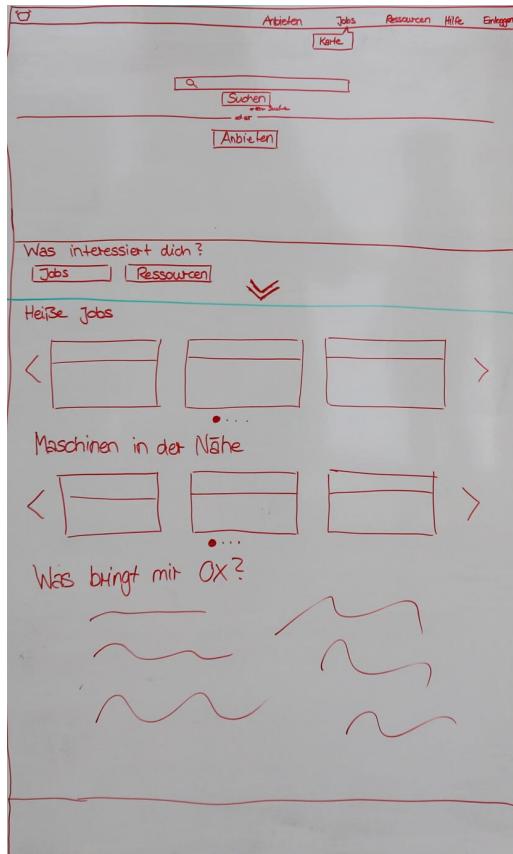 Anbieten Jobs Ressourcen Hilfe Einloggen
Karte
Suchen
oder
Anbieten
Was interessiert dich?
Jobs Ressourcen
Heiße Jobs
Maschinen in der Nähe
Was bringt mir OX?